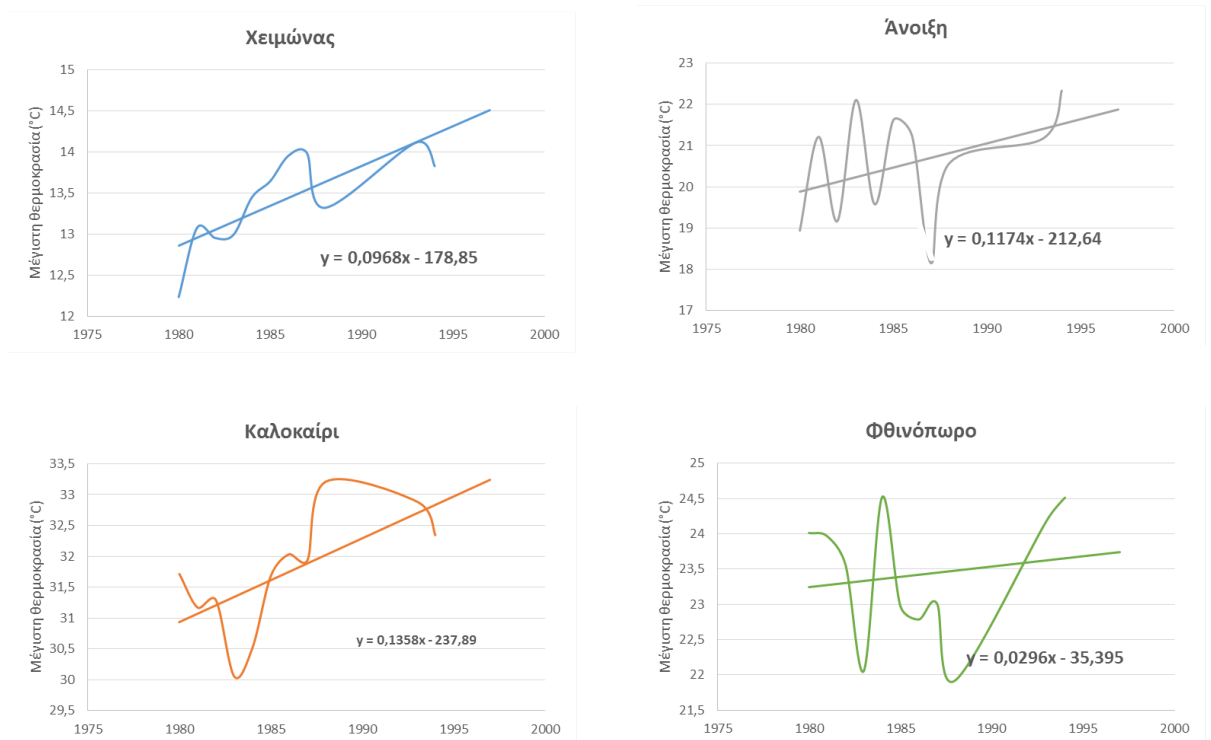 Χειμώνας
Μέγιστη θερμοκρασία (°C)
15
14,5
14
13,5
13
12,5
12
1975 1980 1985 1990 1995 2000
y = 0,0968x - 178,85
Άνοιξη
Μέγιστη θερμοκρασία (°C)
23
22
21
20
19
18
17
1975 1980 1985 1990 1995 2000
y = 0,1174x - 212,64
Καλοκαίρι
Μέγιστη θερμοκρασία (°C)
33,5
33
32,5
32
31,5
31
30,5
30
29,5
1975 1980 1985 1990 1995 2000
y = 0,1358x - 237,89
Φθινόπωρο
Μέγιστη θερμοκρασία (°C)
25
24,5
24
23,5
23
22,5
22
21,5
1975 1980 1985 1990 1995 2000
y = 0,0296x - 35,395